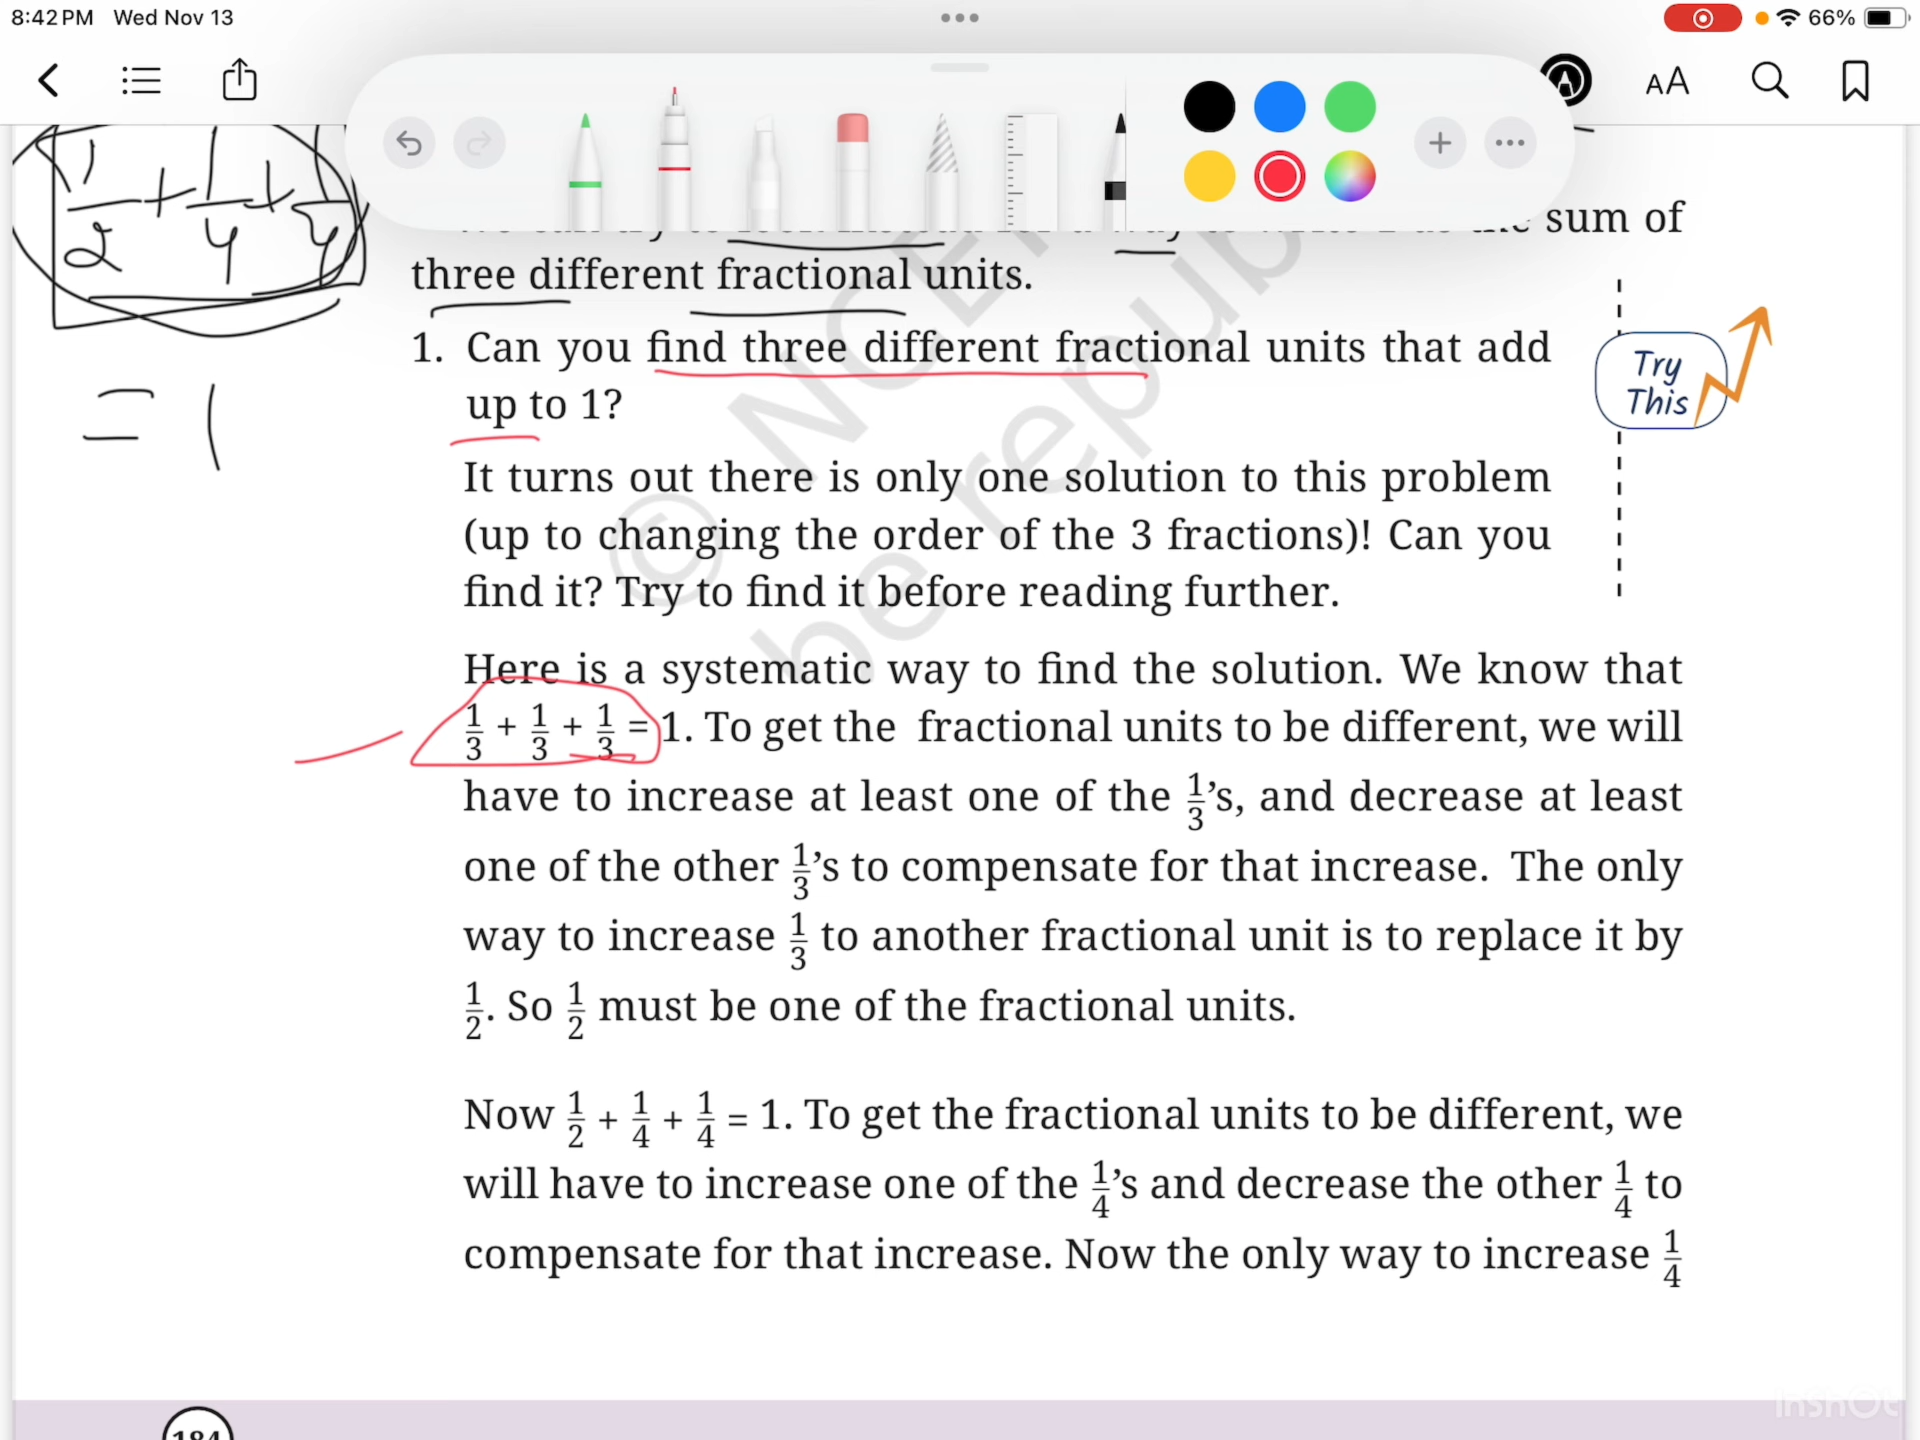 8:42 PM Wed Nov 13
66%
AA
1/2 + 1/4 + 1/4
= 1
sum of
three different fractional units.
1. Can you find three different fractional units that add
up to 1?
Try
This
It turns out there is only one solution to this problem
(up to changing the order of the 3 fractions)! Can you
find it? Try to find it before reading further.
Here is a systematic way to find the solution. We know that
1/3 + 1/3 + 1/3 = 1. To get the fractional units to be different, we will
have to increase at least one of the 1/3’s, and decrease at least
one of the other 1/3’s to compensate for that increase. The only
way to increase 1/3 to another fractional unit is to replace it by
1/2. So 1/2 must be one of the fractional units.
Now 1/2 + 1/4 + 1/4 = 1. To get the fractional units to be different, we
will have to increase one of the 1/4’s and decrease the other 1/4 to
compensate for that increase. Now the only way to increase 1/4
184
InShOt
© NCE
be repub